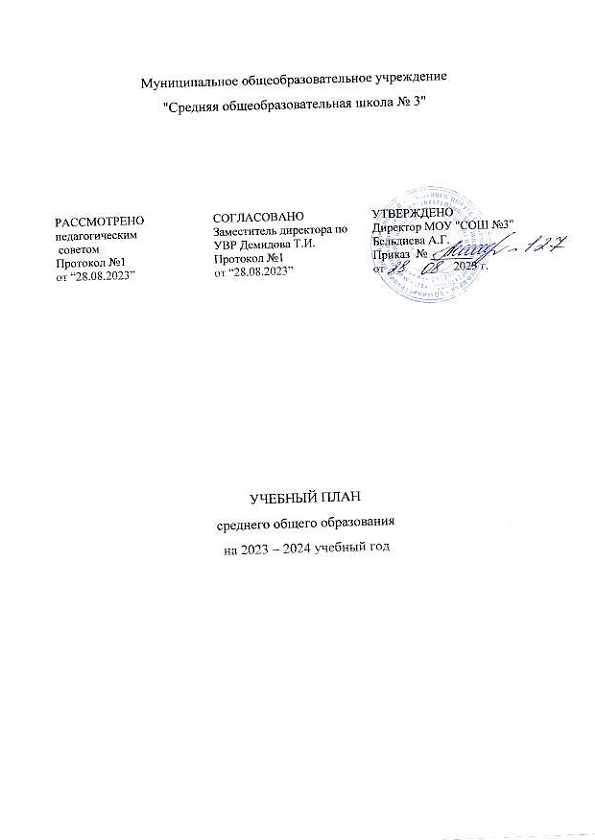 Муниципальное общеобразовательное учреждение
"Средняя общеобразовательная школа № 3"
РАССМОТРЕНО
педагогическим
советом
Протокол №1
от “28.08.2023”
СОГЛАСОВАНО
Заместитель директора по
УВР Демидова Т.И.
Протокол №1
от “28.08.2023”
УТВЕРЖДЕНО
Директор МОУ "СОШ №3"
Бельдиева А.Г.
Приказ № 127
от 28 08 2023 г.
УЧЕБНЫЙ ПЛАН
среднего общего образования
на 2023 – 2024 учебный год